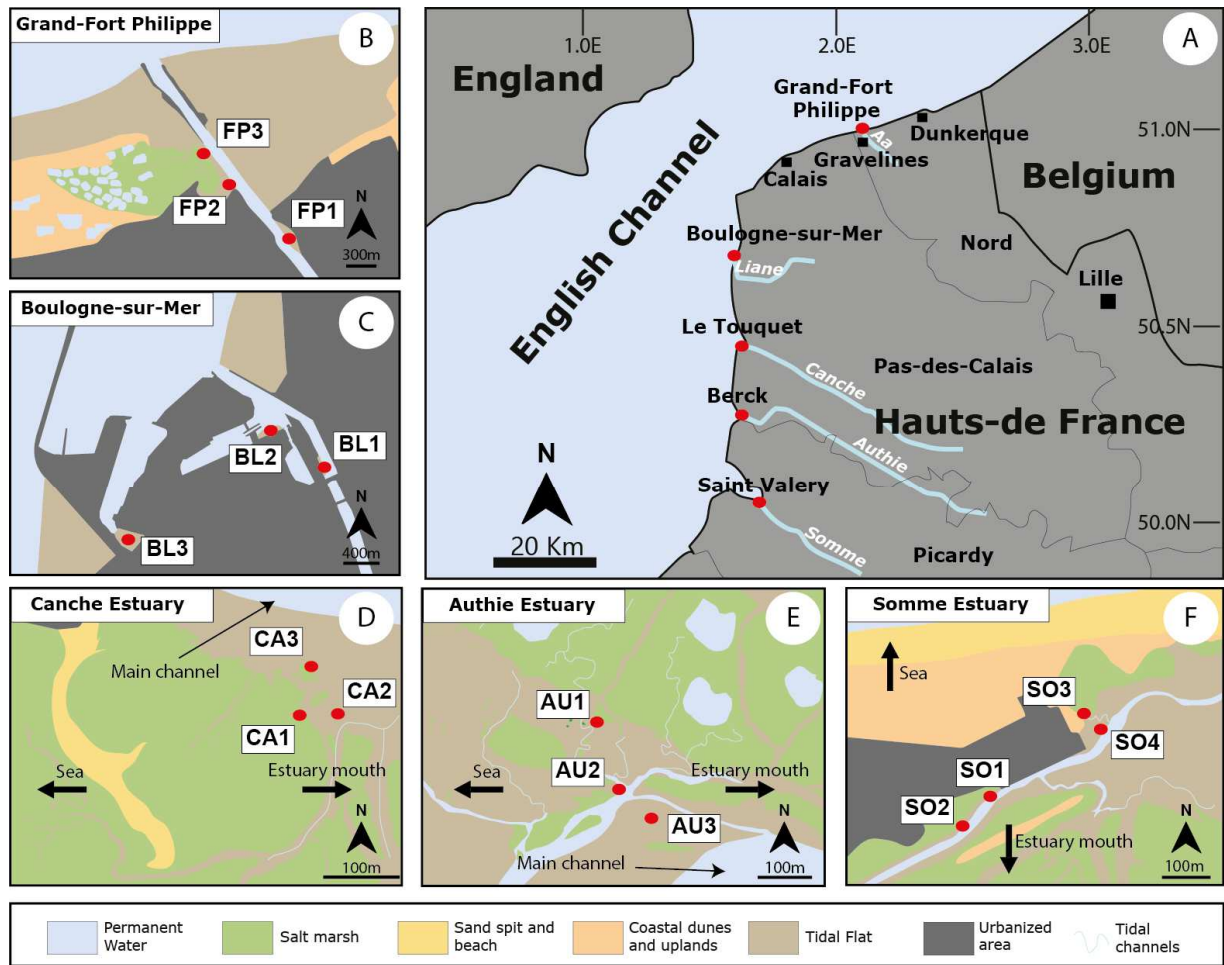 Grand-Fort Philippe
B
FP3
FP2
FP1
N
300m
Boulogne-sur-Mer
C
BL2
BL1
BL3
N
400m
A
1.0E
2.0E
3.0E
England
English Channel
Grand-Fort
Philippe
Aa
Dunkerque
51.0N
Gravelines
Calais
Belgium
Boulogne-sur-Mer
Liane
Nord
Lille
Le Touquet
50.5N
Canche
Pas-des-Calais
Berck
Hauts-de France
Authie
N
Saint Valery
50.0N
Somme
20 Km
Picardy
Canche Estuary
D
CA3
Main channel
CA2
CA1
Sea
Estuary mouth
N
100m
Authie Estuary
E
AU1
AU2
Sea
Estuary mouth
AU3
N
Main channel
100m
Somme Estuary
F
Sea
SO3
SO4
SO1
SO2
Estuary mouth
N
100m
Permanent
Water
Salt marsh
Sand spit and
beach
Coastal dunes
and uplands
Tidal Flat
Urbanized
area
Tidal
channels